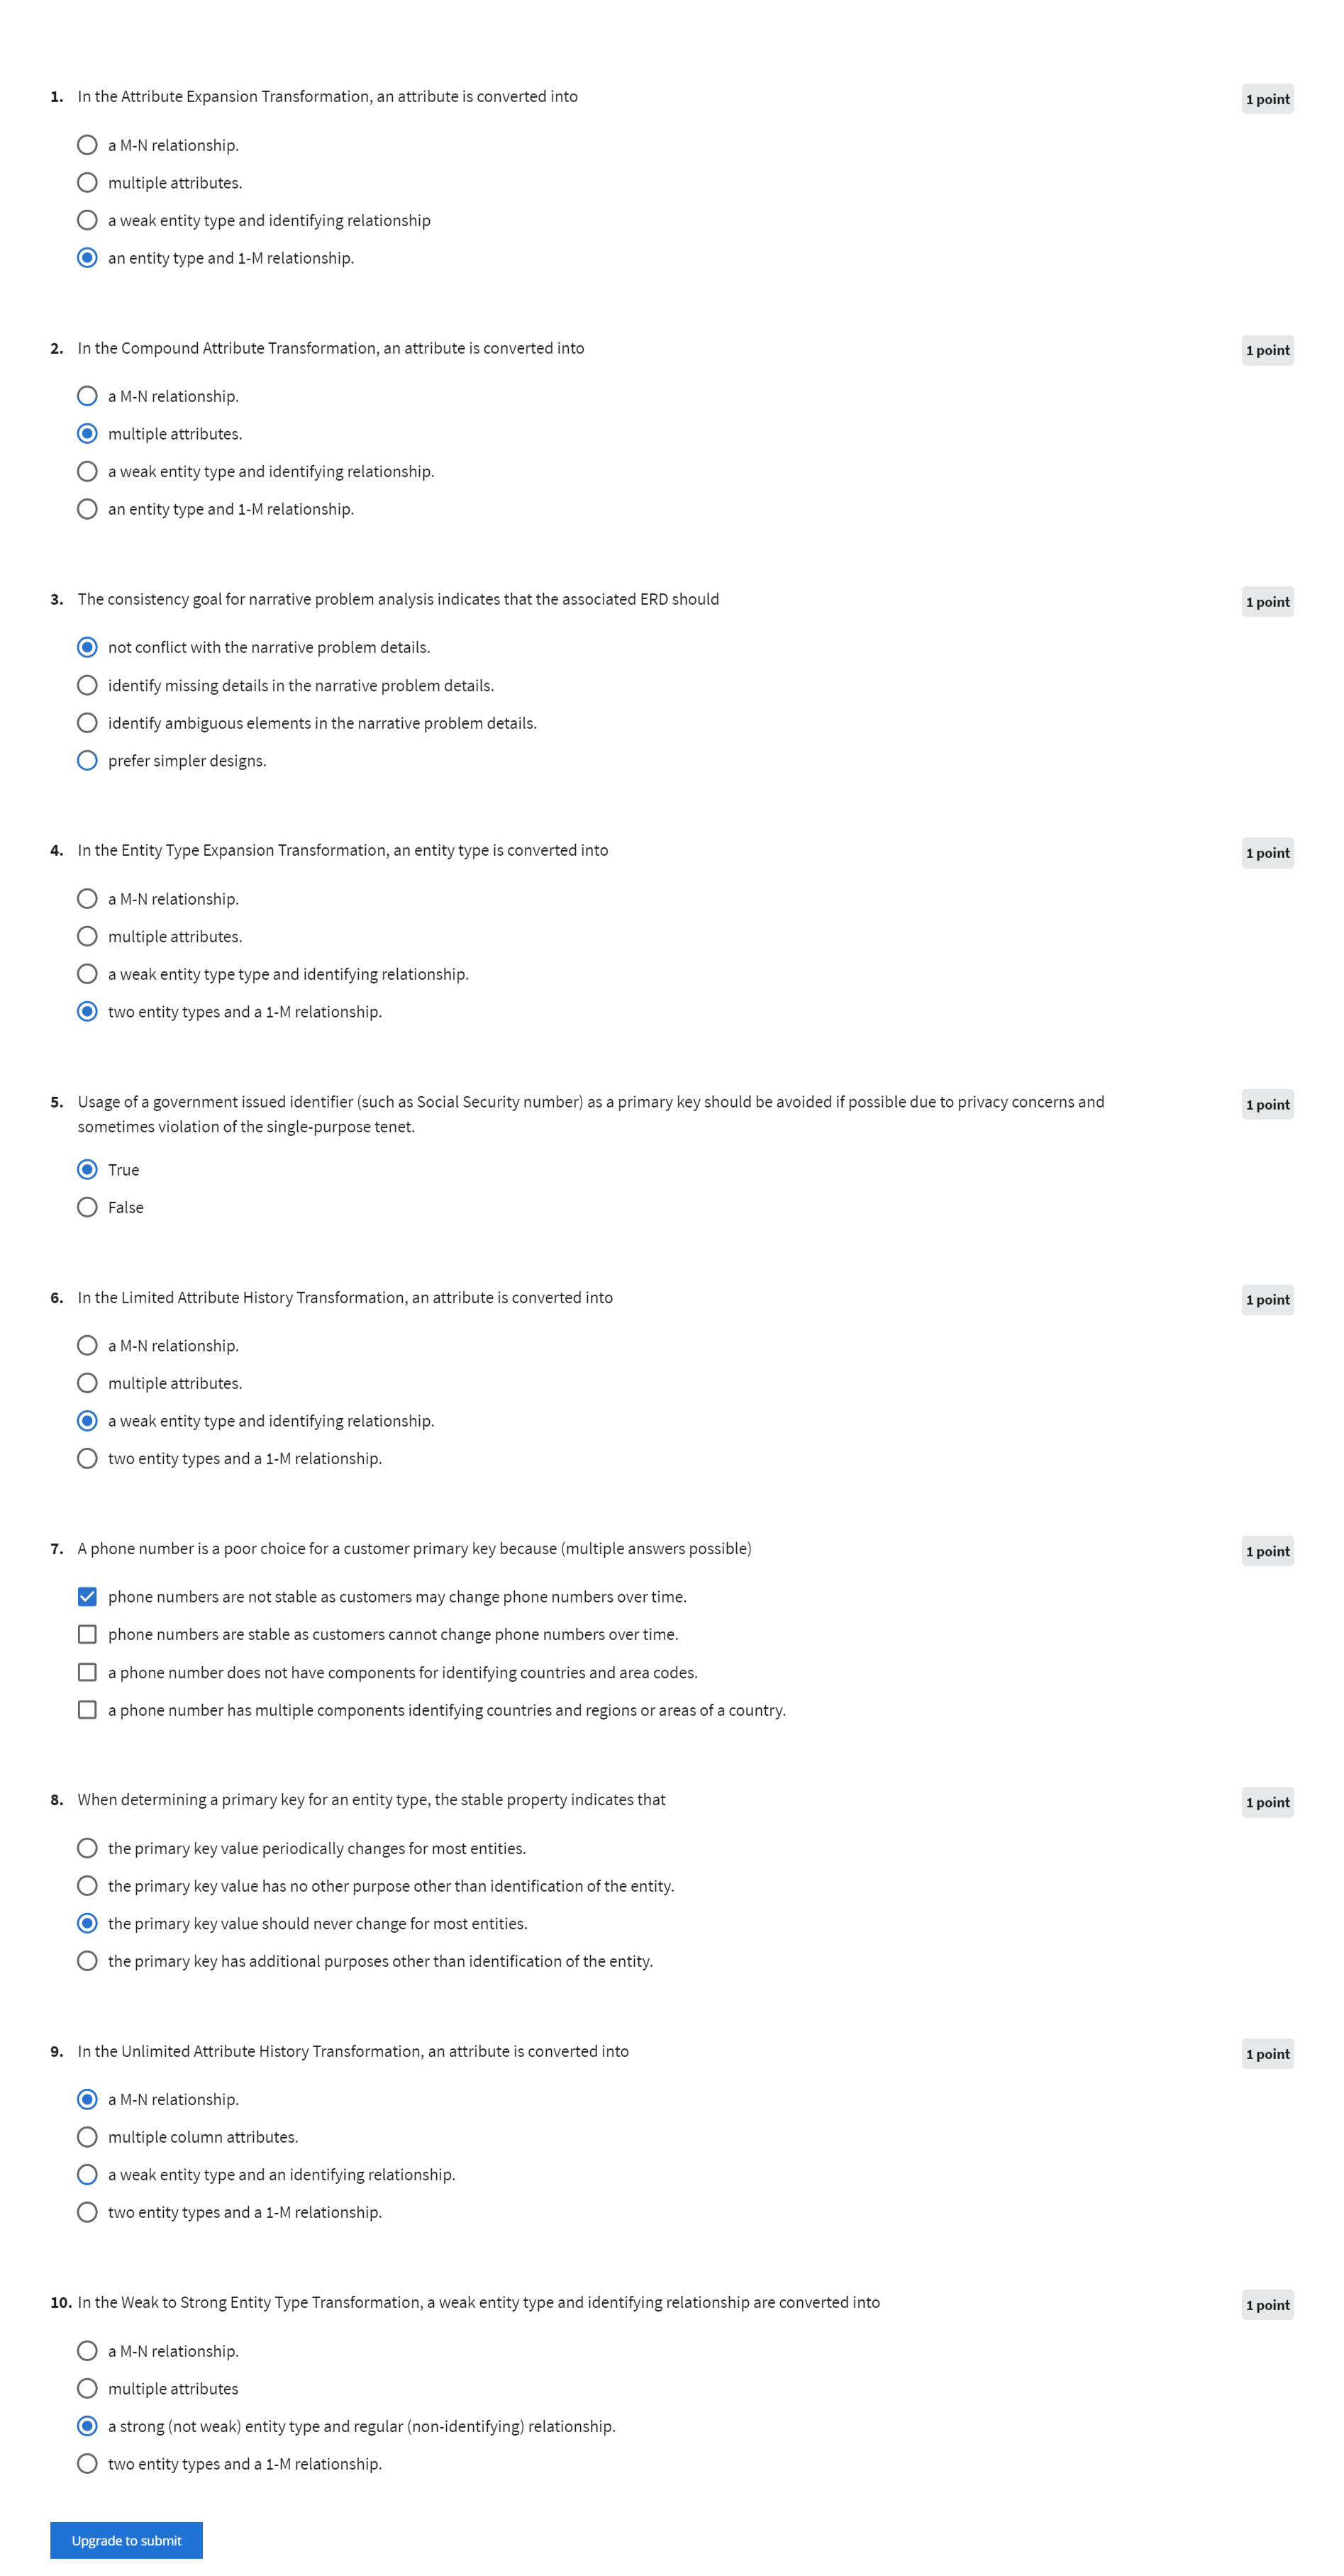 1. In the Attribute Expansion Transformation, an attribute is converted into
1 point
a M-N relationship.
multiple attributes.
a weak entity type and identifying relationship
an entity type and 1-M relationship.
2. In the Compound Attribute Transformation, an attribute is converted into
1 point
a M-N relationship.
multiple attributes.
a weak entity type and identifying relationship.
an entity type and 1-M relationship.
3. The consistency goal for narrative problem analysis indicates that the associated ERD should
1 point
not conflict with the narrative problem details.
identify missing details in the narrative problem details.
identify ambiguous elements in the narrative problem details.
prefer simpler designs.
4. In the Entity Type Expansion Transformation, an entity type is converted into
1 point
a M-N relationship.
multiple attributes.
a weak entity type type and identifying relationship.
two entity types and a 1-M relationship.
5. Usage of a government issued identifier (such as Social Security number) as a primary key should be avoided if possible due to privacy concerns and
sometimes violation of the single-purpose tenet.
1 point
True
False
6. In the Limited Attribute History Transformation, an attribute is converted into
1 point
a M-N relationship.
multiple attributes.
a weak entity type and identifying relationship.
two entity types and a 1-M relationship.
7. A phone number is a poor choice for a customer primary key because (multiple answers possible)
1 point
phone numbers are not stable as customers may change phone numbers over time.
phone numbers are stable as customers cannot change phone numbers over time.
a phone number does not have components for identifying countries and area codes.
a phone number has multiple components identifying countries and regions or areas of a country.
8. When determining a primary key for an entity type, the stable property indicates that
1 point
the primary key value periodically changes for most entities.
the primary key value has no other purpose other than identification of the entity.
the primary key value should never change for most entities.
the primary key has additional purposes other than identification of the entity.
9. In the Unlimited Attribute History Transformation, an attribute is converted into
1 point
a M-N relationship.
multiple column attributes.
a weak entity type and an identifying relationship.
two entity types and a 1-M relationship.
10. In the Weak to Strong Entity Type Transformation, a weak entity type and identifying relationship are converted into
1 point
a M-N relationship.
multiple attributes
a strong (not weak) entity type and regular (non-identifying) relationship.
two entity types and a 1-M relationship.
Upgrade to submit